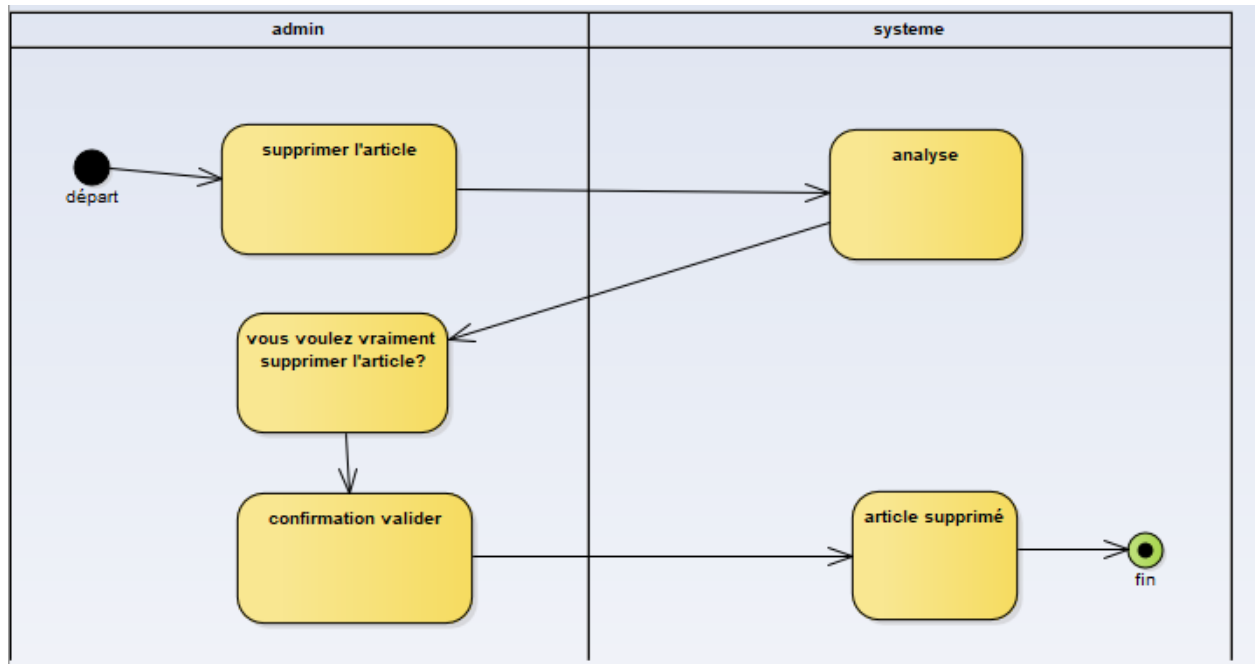 admin
systeme
supprimer l'article
analyse
départ
vous voulez vraiment
supprimer l'article?
confirmation valider
article supprimé
fin